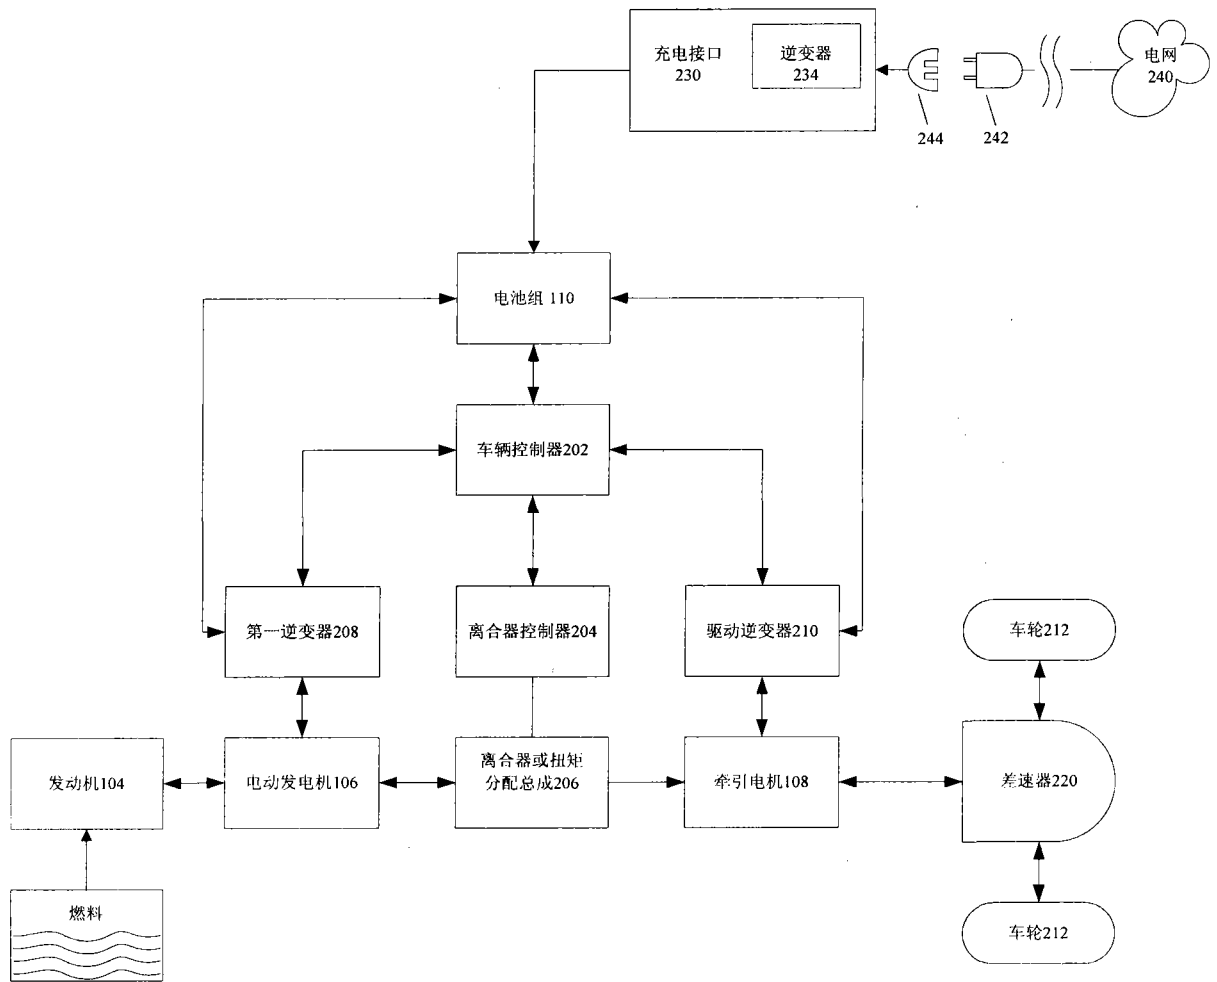 充电接口
230
逆变器
234
电网
240
244
242
电池组 110
车辆控制器202
第一逆变器208
离合器控制器204
驱动逆变器210
车轮212
发动机104
电动发电机106
离合器或扭矩
分配总成206
牵引电机108
差速器220
燃料
车轮212